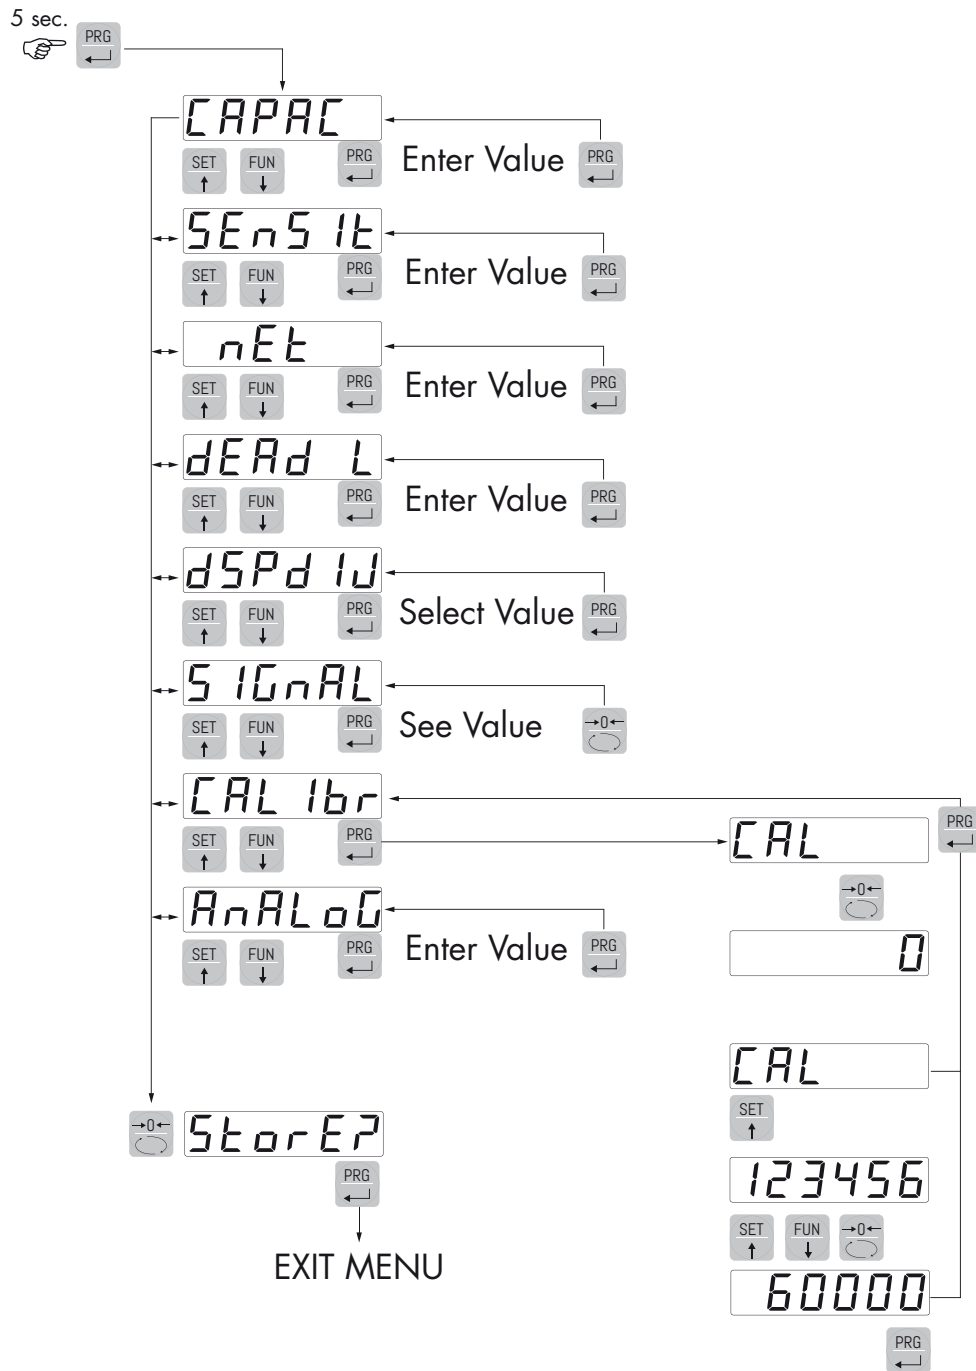 5 sec.
PRG
CAPAC
SET FUN PRG Enter Value PRG
SEnSIt
SET FUN PRG Enter Value PRG
nEt
SET FUN PRG Enter Value PRG
dEAd L
SET FUN PRG Enter Value PRG
dSPdIJ
SET FUN PRG Select Value PRG
SIGnAL
SET FUN PRG See Value →0←
CALIbr
SET FUN PRG
CAL PRG
→0←
AnALoG
SET FUN PRG Enter Value PRG
0
CAL
SET
→0← StorE?
PRG
123456
SET FUN →0←
EXIT MENU
60000
PRG